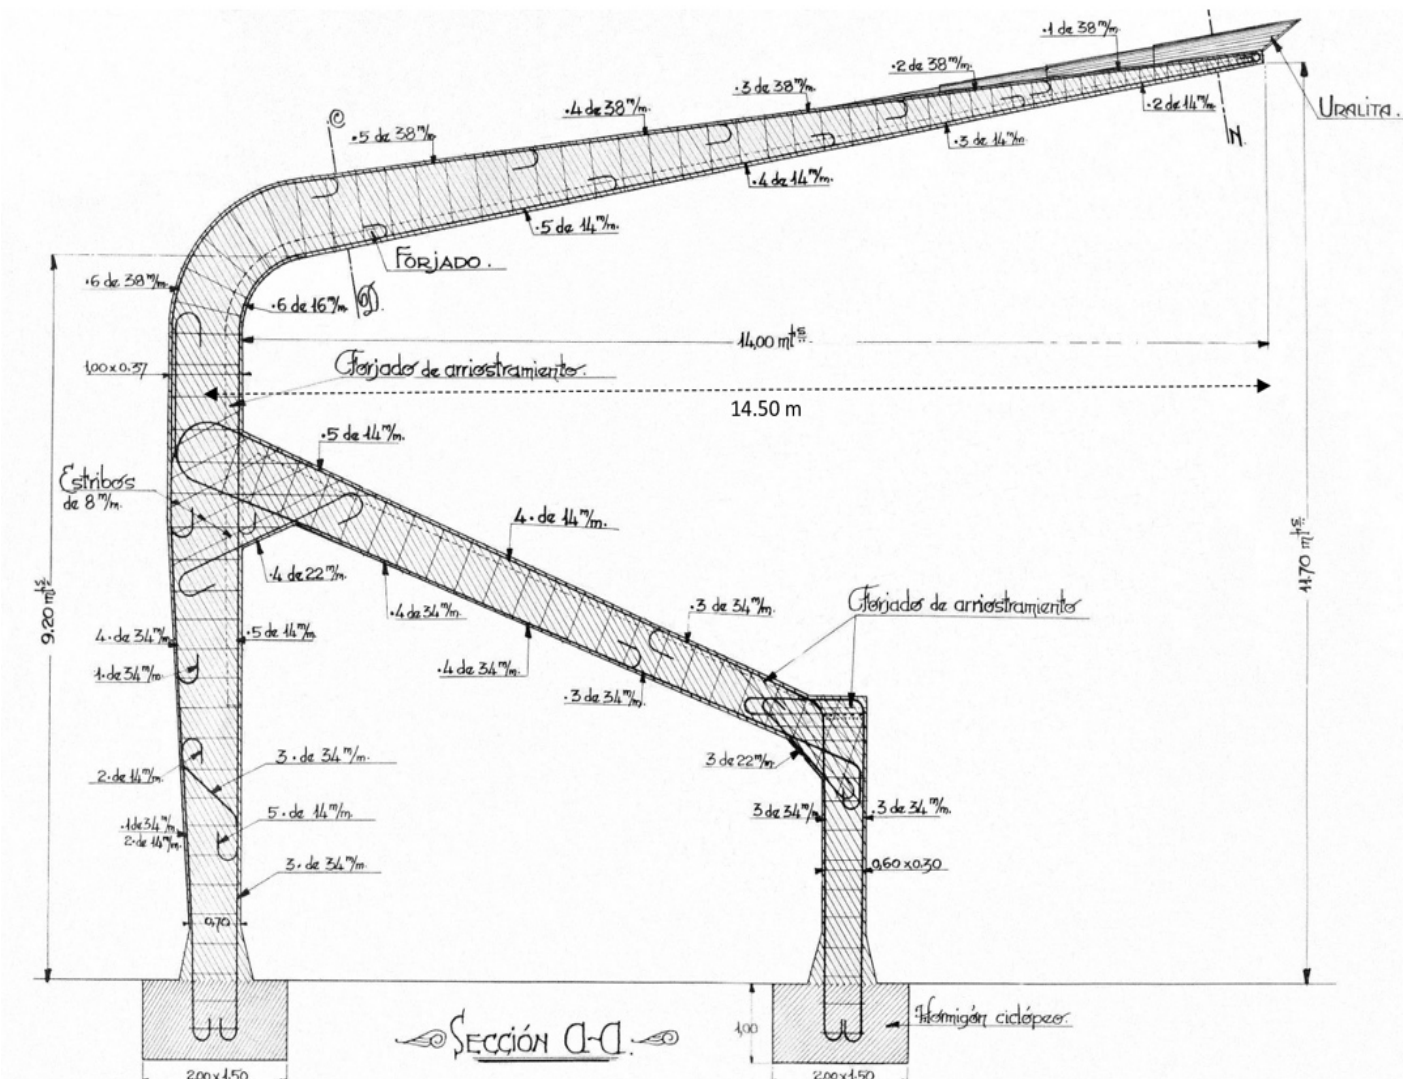 .1 de 38 m/m.
.2 de 38 m/m.
.3 de 38 m/m.
.4 de 38 m/m.
.5 de 38 m/m.
C
URALITA.
.2 de 14 m/m.
N.
.3 de 14 m/m.
.4 de 14 m/m.
.5 de 14 m/m.
FORJADO.
.6 de 38 m/m.
.6 de 16 m/m.
D.
14,00 mts
1,00 x 0.37
Forjado de arriostramiento.
14.50 m
.5 de 14 m/m.
Estribos
de 8 m/m.
4. de 14 m/m.
11.70 mts
.4 de 22 m/m.
.4 de 34 m/m.
9.20 mts
Forjado de arriostramiento
.3 de 34 m/m.
4. de 34 m/m.
.5 de 14 m/m.
1. de 34 m/m.
.4 de 34 m/m.
.3 de 34 m/m.
3. de 34 m/m.
3 de 22 m/m.
2. de 14 m/m.
.1 de 34 m/m.
2. de 14 m/m.
5. de 14 m/m.
3 de 34 m/m.
.3 de 34 m/m.
3. de 34 m/m.
0,60 x 0.30
0,70
1,00
Hormigón ciclópeo.
SECCIÓN A-A.
2.00 x 1.50
2.00 x 1.50